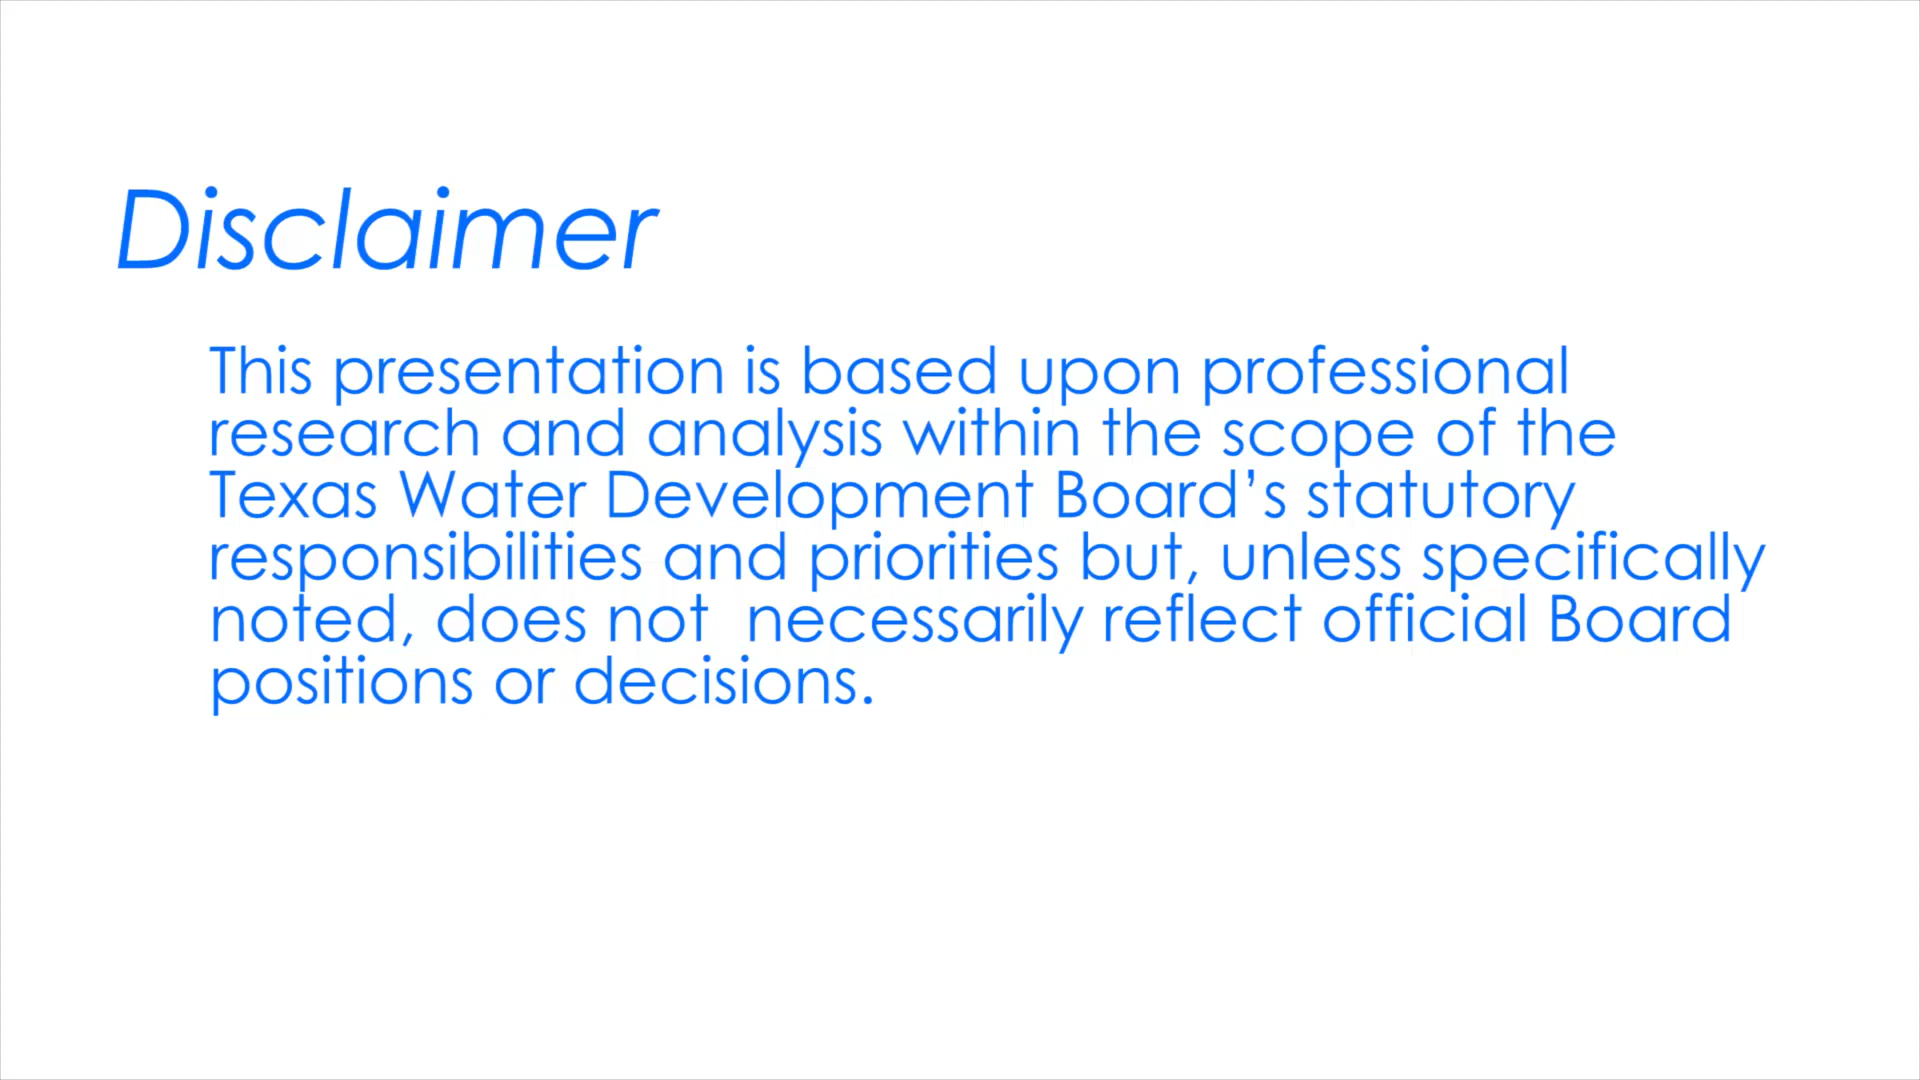 Disclaimer
This presentation is based upon professional
research and analysis within the scope of the
Texas Water Development Board’s statutory
responsibilities and priorities but, unless specifically
noted, does not  necessarily reflect official Board
positions or decisions.